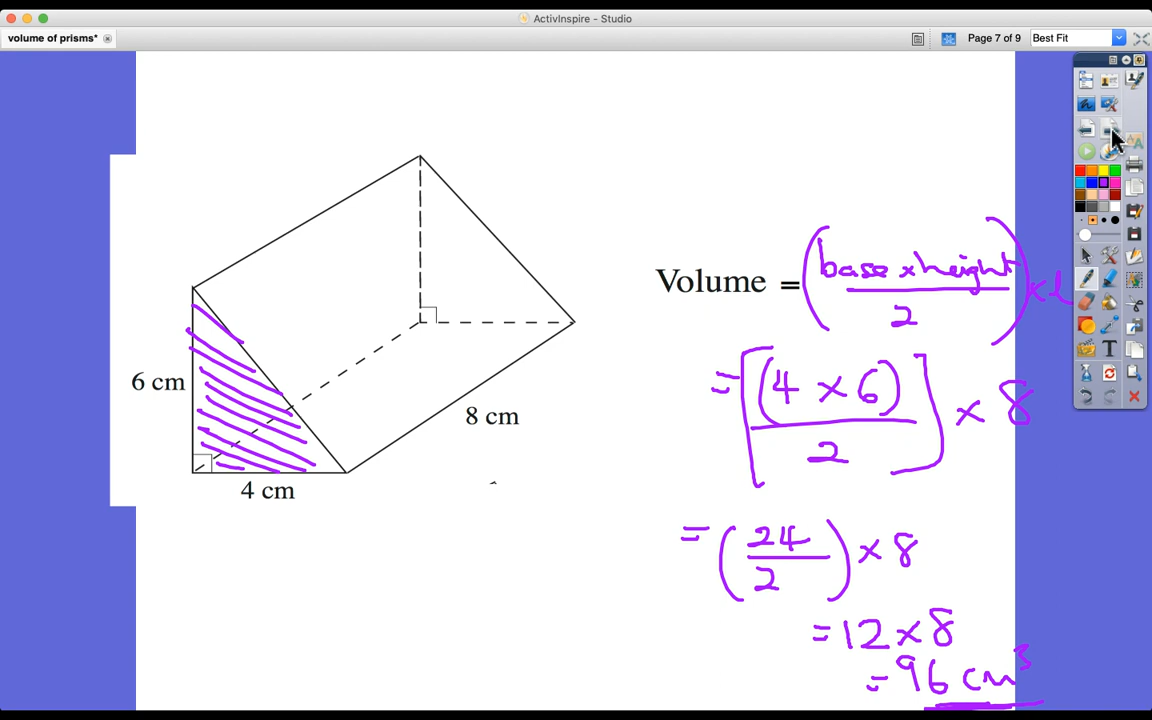 ActivInspire - Studio
volume of prisms*
Page 7 of 9
Best Fit
6 cm
4 cm
8 cm
Volume = (base × height / 2) × l
= [(4 × 6) / 2] × 8
= (24 / 2) × 8
= 12 × 8
= 96 cm³